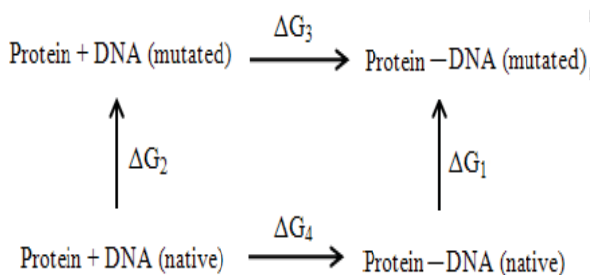 ΔG₃
Protein + DNA (mutated)
Protein – DNA (mutated)
ΔG₂
ΔG₁
ΔG₄
Protein + DNA (native)
Protein – DNA (native)